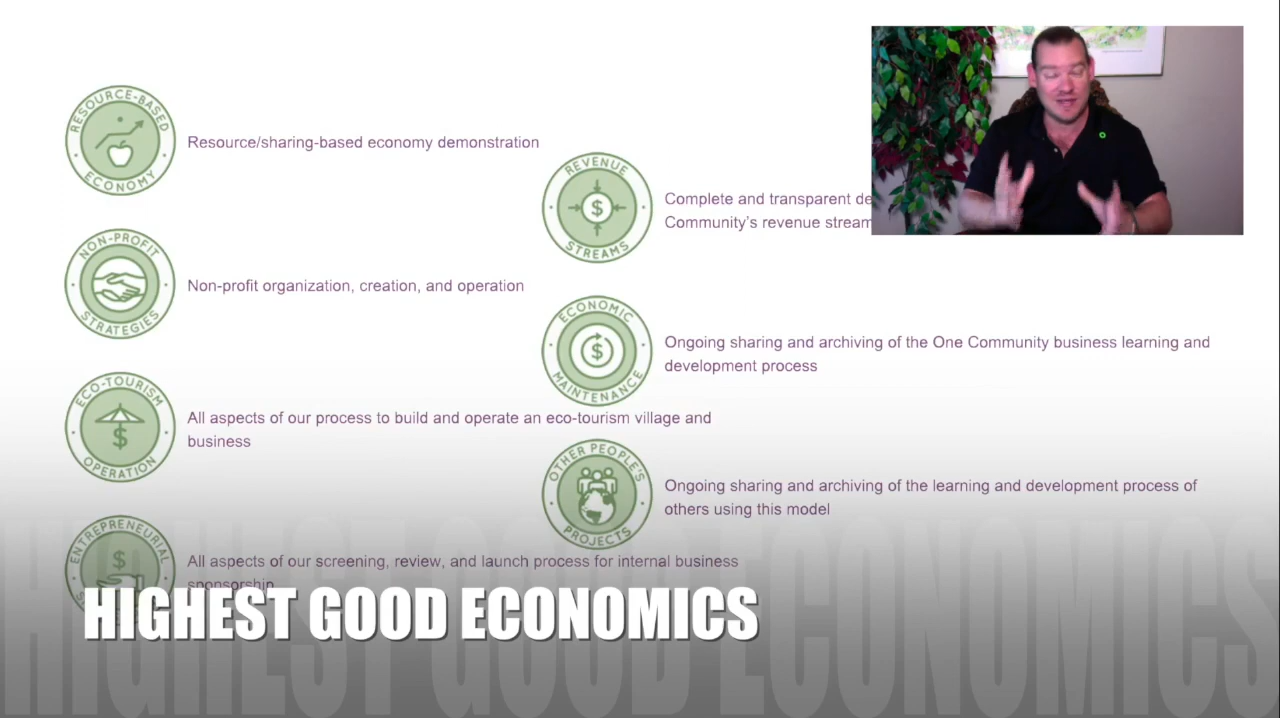 RESOURCE-BASED
ECONOMY
Resource/sharing-based economy demonstration
NON-PROFIT
STRATEGIES
Non-profit organization, creation, and operation
ECO-TOURISM
OPERATION
$
All aspects of our process to build and operate an eco-tourism village and
business
ENTREPRENEURIAL
$
All aspects of our screening, review, and launch process for internal business
sponsorship
REVENUE
$
STREAMS
Complete and transparent
Community's revenue stream
ECONOMIC
$
MAINTENANCE
Ongoing sharing and archiving of the One Community business learning and
development process
OTHER PEOPLE'S
PROJECTS
Ongoing sharing and archiving of the learning and development process of
others using this model
HIGHEST GOOD ECONOMICS
HIGHEST GOOD ECONOMICS